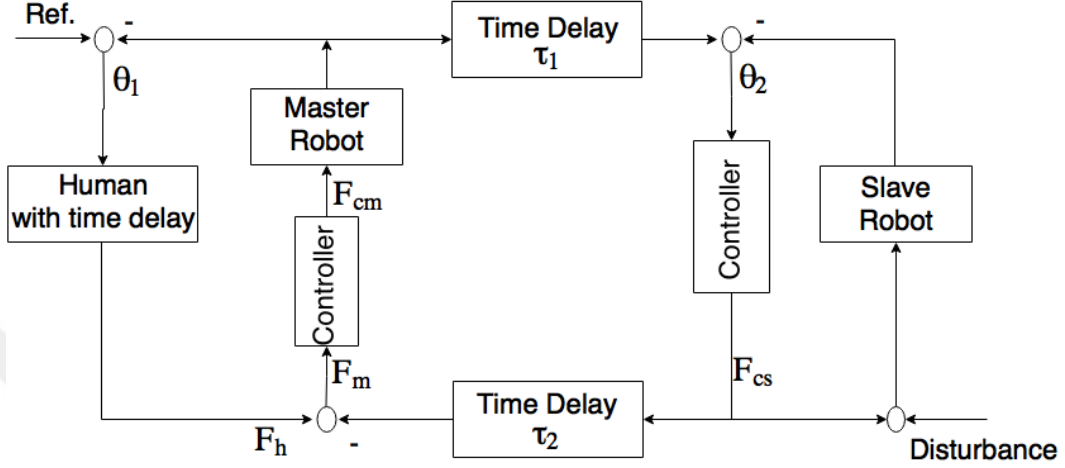 Ref.
-
Time Delay
τ1
-
θ1
θ2
Master
Robot
Human
with time delay
Fcm
Controller
Controller
Slave
Robot
Fm
Fcs
Time Delay
τ2
Fh
-
Disturbance